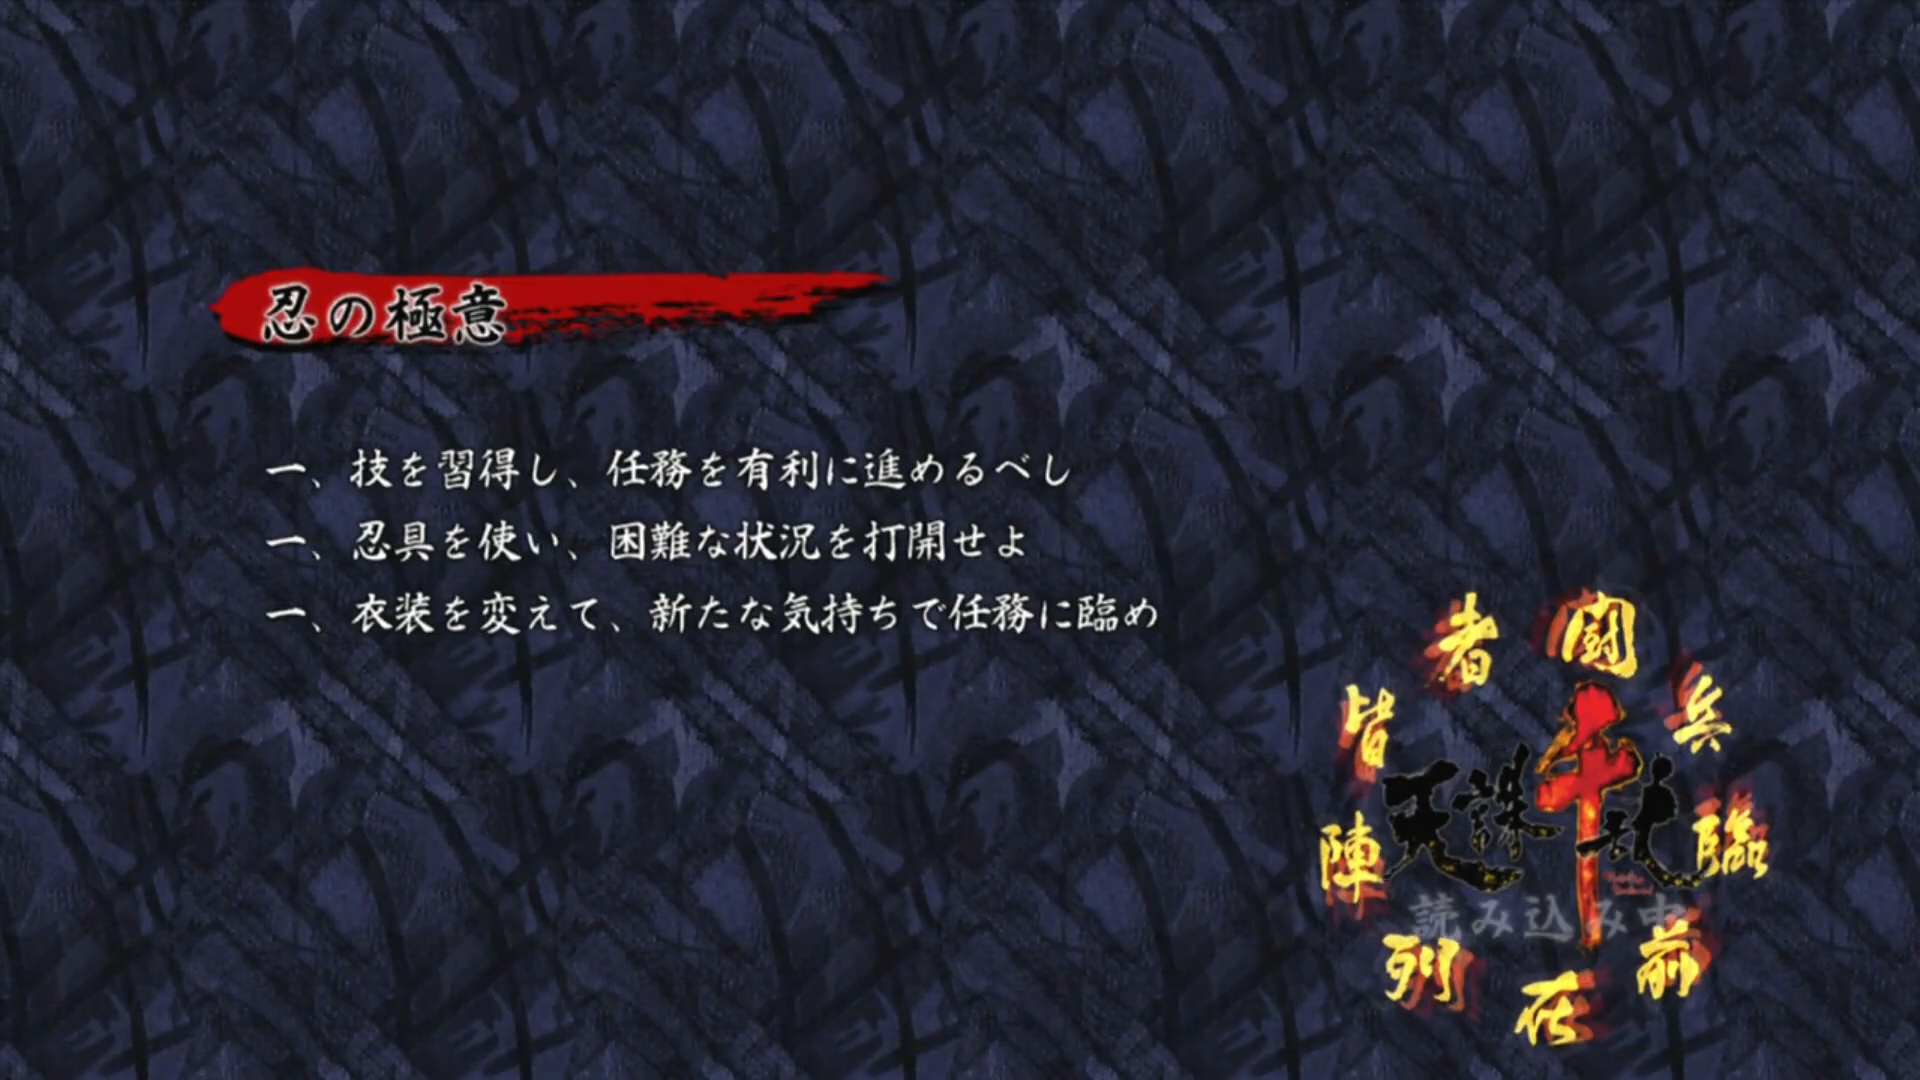 忍の極意
一、技を習得し、任務を有利に進めるべし
一、忍具を使い、困難な状況を打開せよ
一、衣装を変えて、新たな気持ちで任務に臨め
臨
兵
闘
者
皆
陣
列
在
前
天誅千乱
読み込み中